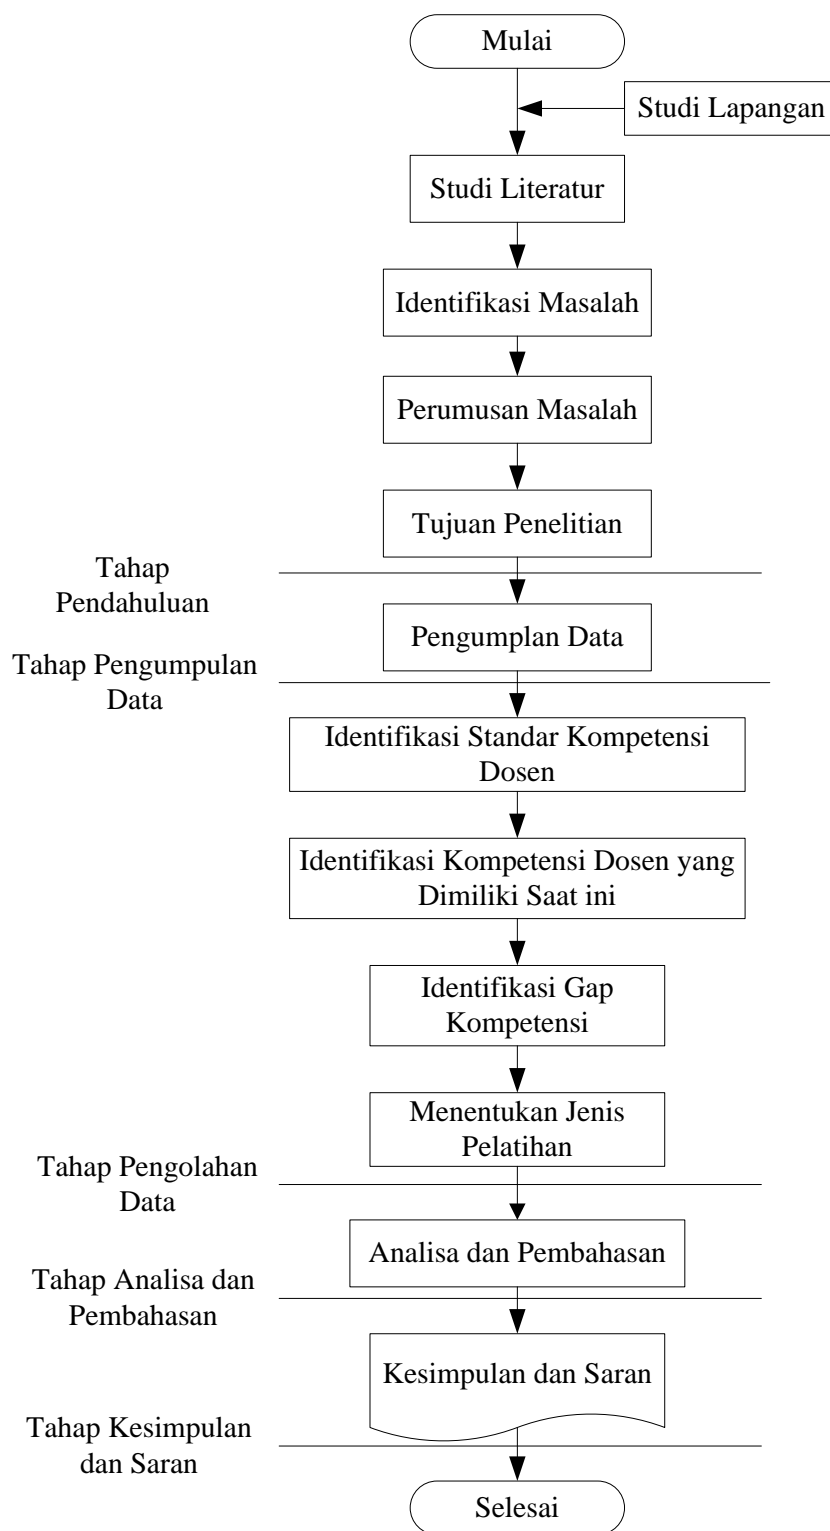 Mulai
Studi Lapangan
Studi Literatur
Identifikasi Masalah
Perumusan Masalah
Tujuan Penelitian
Tahap
Pendahuluan
Pengumplan Data
Tahap Pengumpulan
Data
Identifikasi Standar Kompetensi
Dosen
Identifikasi Kompetensi Dosen yang
Dimiliki Saat ini
Identifikasi Gap
Kompetensi
Menentukan Jenis
Pelatihan
Tahap Pengolahan
Data
Analisa dan Pembahasan
Tahap Analisa dan
Pembahasan
Kesimpulan dan Saran
Tahap Kesimpulan
dan Saran
Selesai